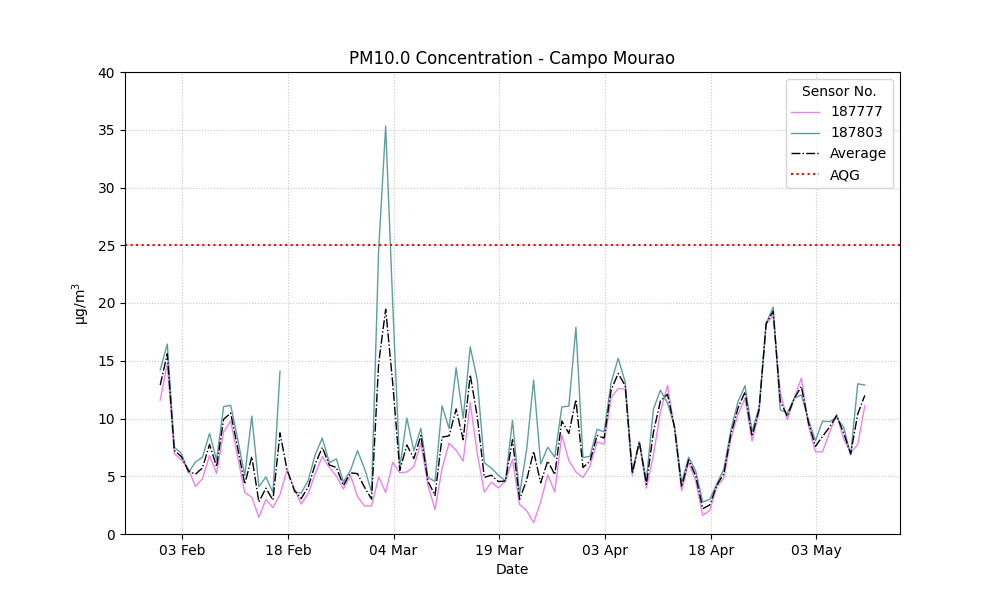 PM10.0 Concentration - Campo Mourao
40
35
30
25
20
15
10
5
0
µg/m³
03 Feb
18 Feb
04 Mar
19 Mar
03 Apr
18 Apr
03 May
Date
Sensor No.
187777
187803
Average
AQG